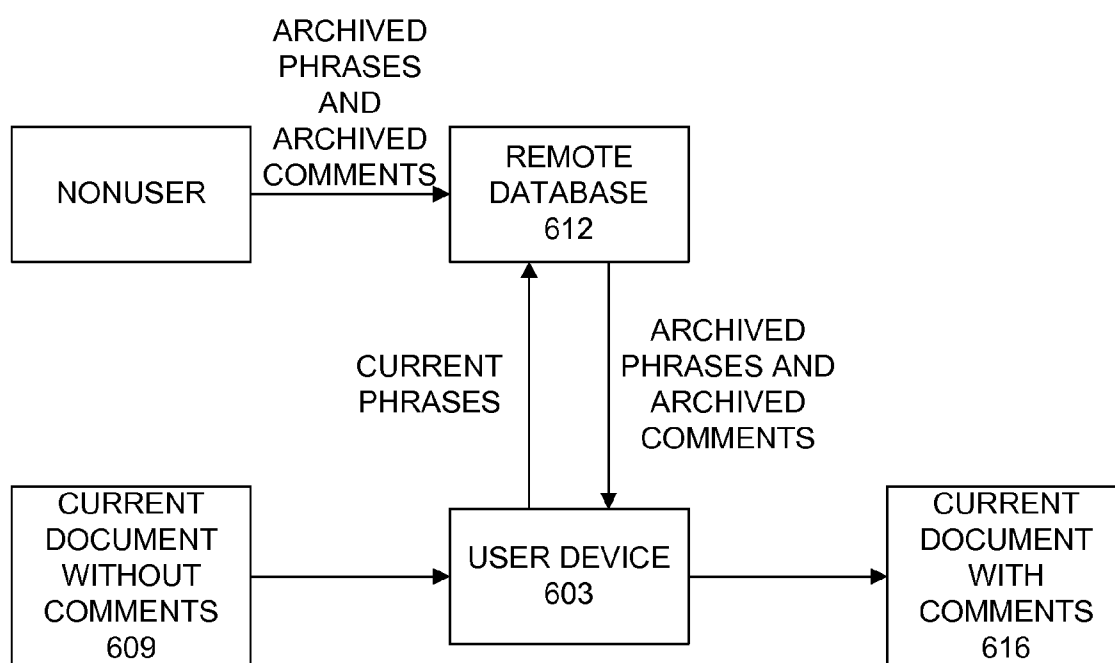 ARCHIVED
PHRASES
AND
ARCHIVED
COMMENTS
NONUSER
REMOTE
DATABASE
612
CURRENT
PHRASES
ARCHIVED
PHRASES AND
ARCHIVED
COMMENTS
CURRENT
DOCUMENT
WITHOUT
COMMENTS
609
USER DEVICE
603
CURRENT
DOCUMENT
WITH
COMMENTS
616